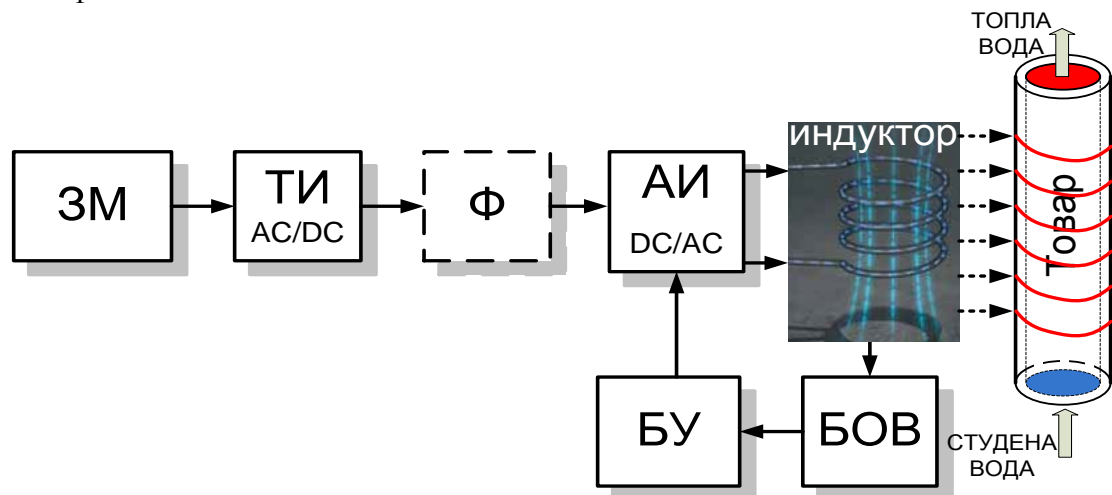 ТОПЛА
ВОДА
индуктор
ЗМ
ТИ
AC/DC
Ф
АИ
DC/AC
Товар
БУ
БОВ
СТУДЕНА
ВОДА